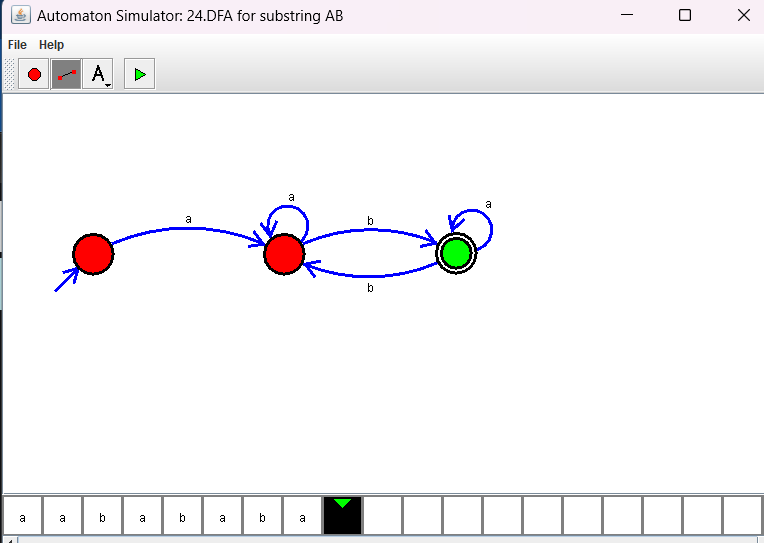 Automaton Simulator: 24.DFA for substring AB
File Help
A
a
a
b
a
b
a a b a b a b a